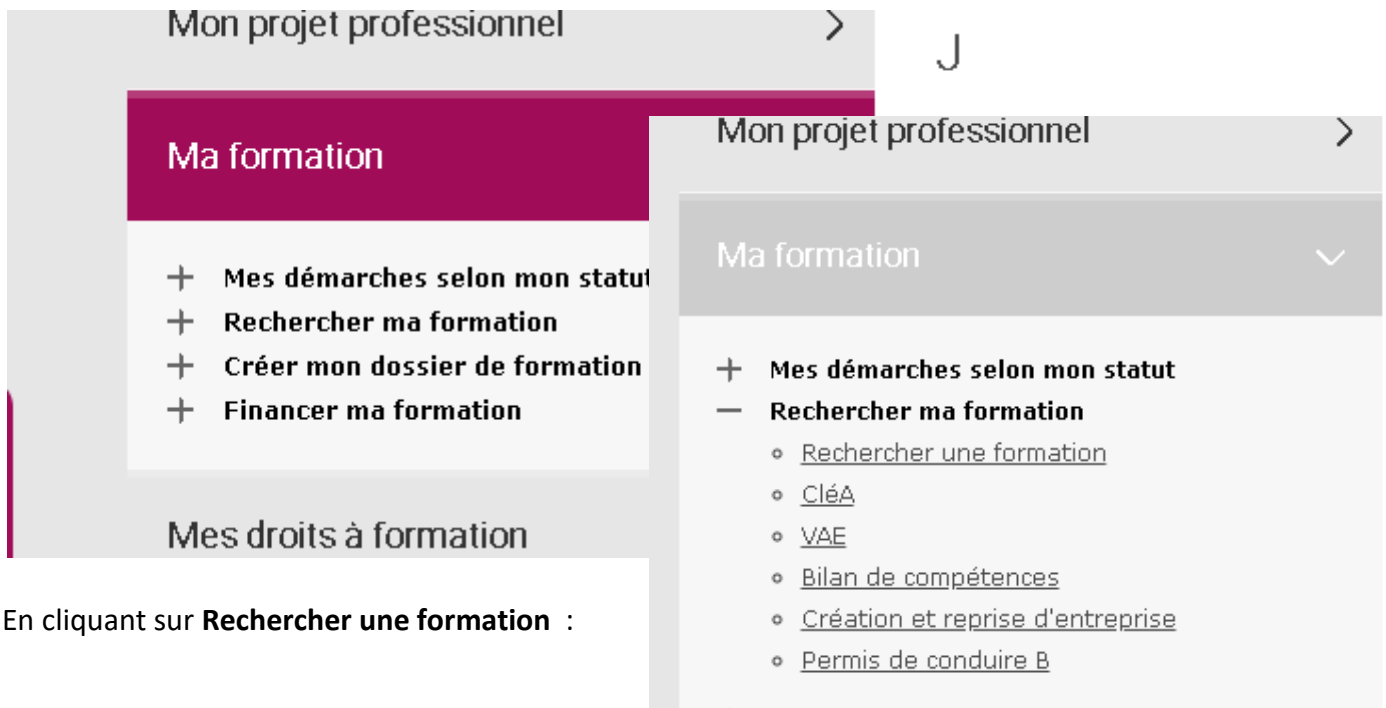 Mon projet professionnel
J
Ma formation
Mes démarches selon mon statut
Rechercher ma formation
Créer mon dossier de formation
Financer ma formation
Mes droits à formation
En cliquant sur Rechercher une formation :
Mon projet professionnel
Ma formation
Mes démarches selon mon statut
Rechercher ma formation
Rechercher une formation
CléA
VAE
Bilan de compétences
Création et reprise d'entreprise
Permis de conduire B